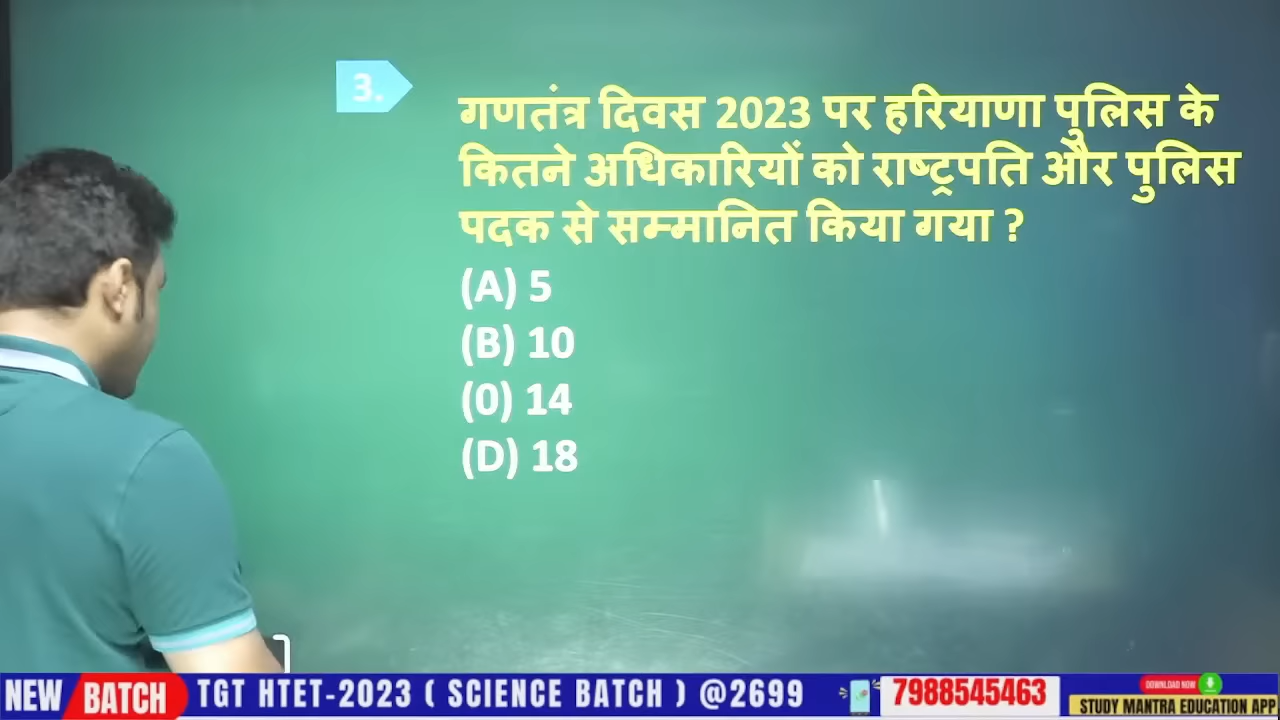 3.
गणतंत्र दिवस 2023 पर हरियाणा पुलिस के
कितने अधिकारियों को राष्ट्रपति और पुलिस
पदक से सम्मानित किया गया ?
(A) 5
(B) 10
(0) 14
(D) 18
NEW BATCH TGT HTET-2023 ( SCIENCE BATCH ) @2699 7988545463
DOWNLOAD NOW
STUDY MANTRA EDUCATION APP